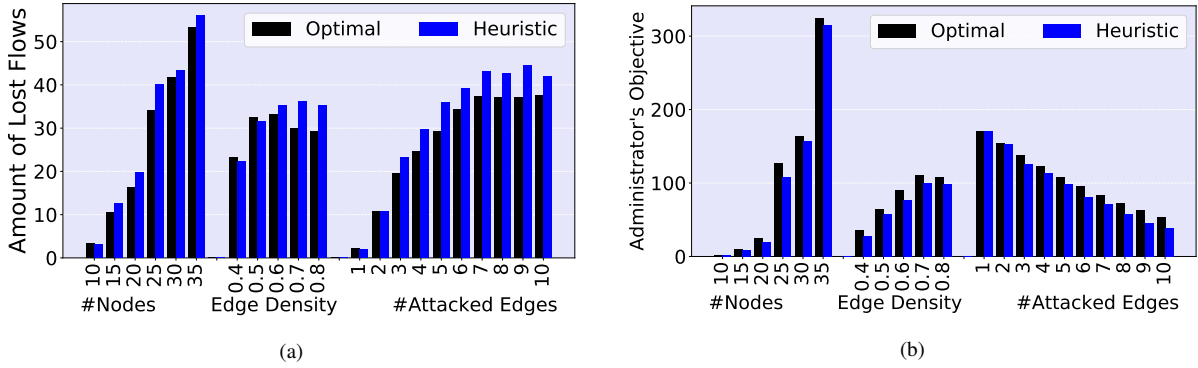 Amount of Lost Flows
50
40
30
20
10
0
Optimal
Heuristic
10 15 20 25 30 35 0.4 0.5 0.6 0.7 0.8 1 2 3 4 5 6 7 8 9 10
#Nodes Edge Density #Attacked Edges
(a)
Administrator's Objective
300
200
100
0
Optimal
Heuristic
10 15 20 25 30 35 0.4 0.5 0.6 0.7 0.8 1 2 3 4 5 6 7 8 9 10
#Nodes Edge Density #Attacked Edges
(b)